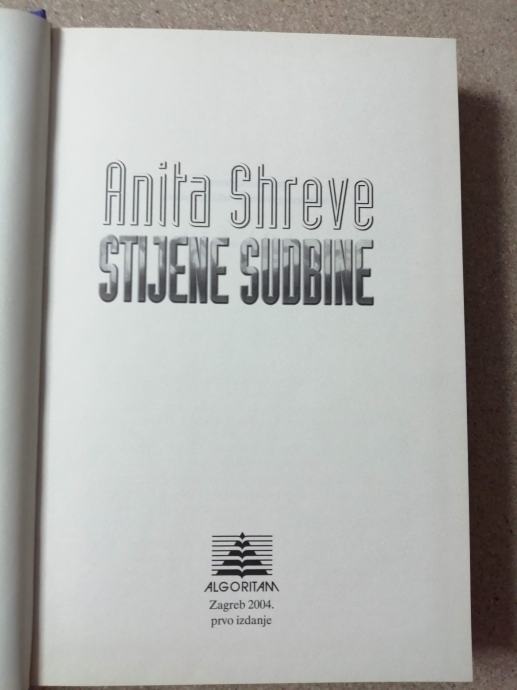 Anita Shreve
STIJENE SUDBINE
ALGORITAM
Zagreb 2004.
prvo izdanje